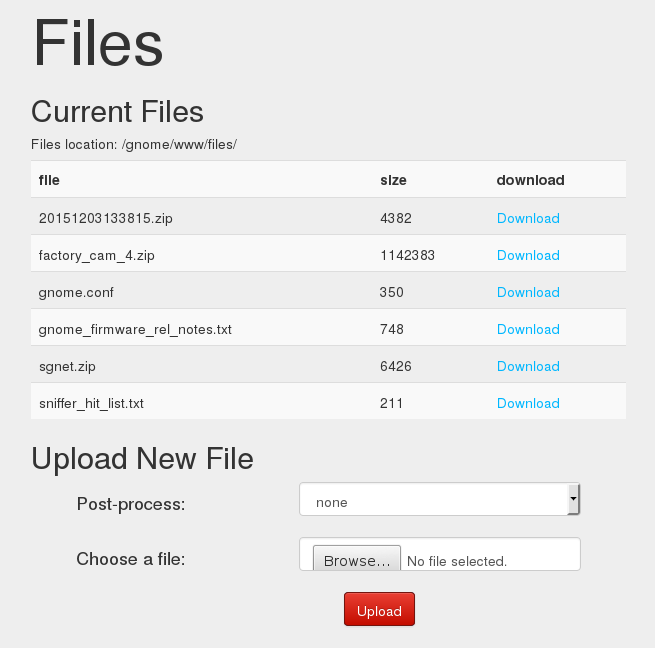 Files
Current Files
Files location: /gnome/www/files/
file size download
20151203133815.zip 4382 Download
factory_cam_4.zip 1142383 Download
gnome.conf 350 Download
gnome_firmware_rel_notes.txt 748 Download
sgnet.zip 6426 Download
sniffer_hit_list.txt 211 Download
Upload New File
Post-process: none
Choose a file: Browse... No file selected.
Upload